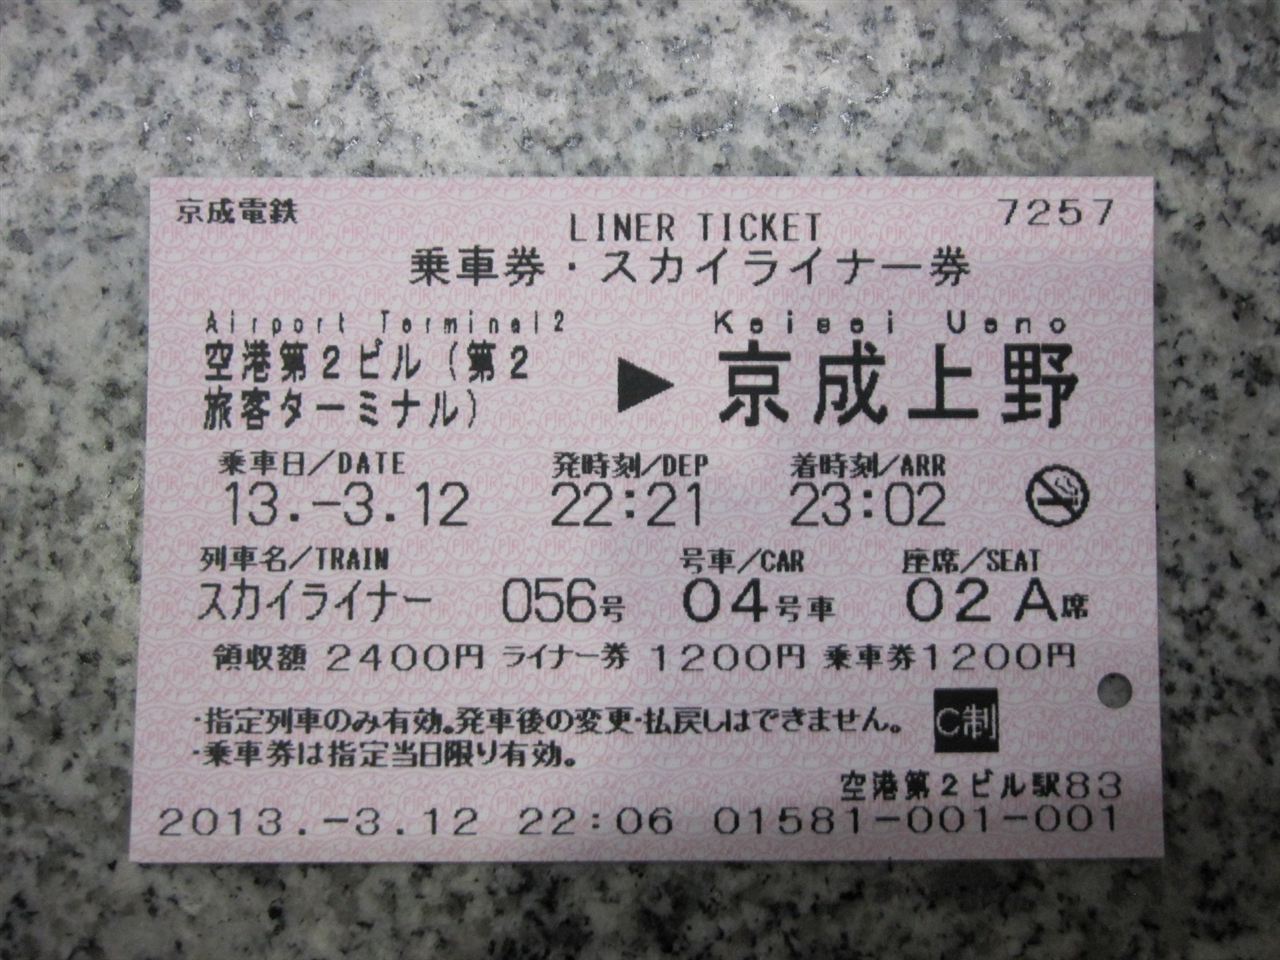 京成電鉄 7257
LINER TICKET
乗車券・スカイライナー券
Airport Terminal2 Keisei Ueno
空港第2ビル(第2旅客ターミナル) ▶ 京成上野
乗車日/DATE 発時刻/DEP 着時刻/ARR
13.-3.12 22:21 23:02
列車名/TRAIN 号車/CAR 座席/SEAT
スカイライナー 056号 04号車 02 A席
領収額 2400円 ライナー券 1200円 乗車券1200円
・指定列車のみ有効。発車後の変更・払戻しはできません。
・乗車券は指定当日限り有効。
C制
空港第2ビル駅83
2013.-3.12 22:06 01581-001-001